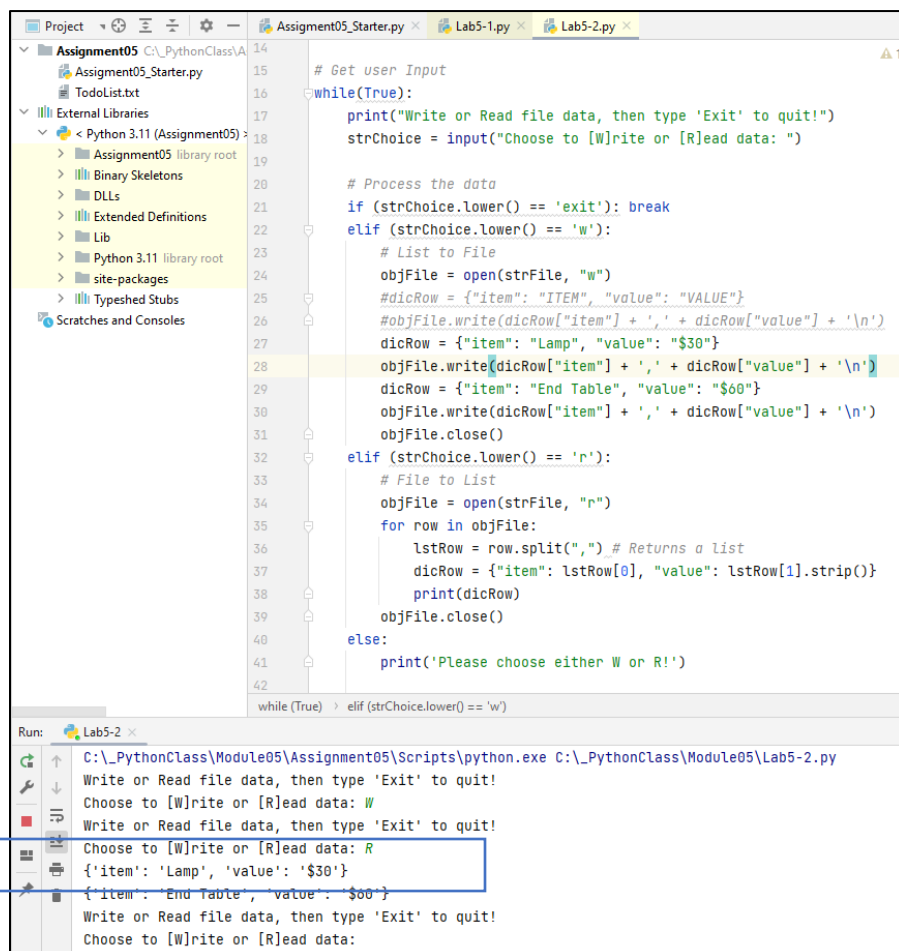 Project
Assignment05 C:\_PythonClass\A
Assigment05_Starter.py
TodoList.txt
External Libraries
< Python 3.11 (Assignment05) >
Assignment05 library root
Binary Skeletons
DLLs
Extended Definitions
Lib
Python 3.11 library root
site-packages
Typeshed Stubs
Scratches and Consoles
Assigment05_Starter.py
Lab5-1.py
Lab5-2.py
1
14
15 # Get user Input
16 while(True):
17 print("Write or Read file data, then type 'Exit' to quit!")
18 strChoice = input("Choose to [W]rite or [R]ead data: ")
19
20 # Process the data
21 if (strChoice.lower() == 'exit'): break
22 elif (strChoice.lower() == 'w'):
23 # List to File
24 objFile = open(strFile, "w")
25 #dicRow = {"item": "ITEM", "value": "VALUE"}
26 #objFile.write(dicRow["item"] + ',' + dicRow["value"] + '\n')
27 dicRow = {"item": "Lamp", "value": "$30"}
28 objFile.write(dicRow["item"] + ',' + dicRow["value"] + '\n')
29 dicRow = {"item": "End Table", "value": "$60"}
30 objFile.write(dicRow["item"] + ',' + dicRow["value"] + '\n')
31 objFile.close()
32 elif (strChoice.lower() == 'r'):
33 # File to List
34 objFile = open(strFile, "r")
35 for row in objFile:
36 lstRow = row.split(",") # Returns a list
37 dicRow = {"item": lstRow[0], "value": lstRow[1].strip()}
38 print(dicRow)
39 objFile.close()
40 else:
41 print('Please choose either W or R!')
42
while (True) › elif (strChoice.lower() == 'w')
Run: Lab5-2
C:\_PythonClass\Module05\Assignment05\Scripts\python.exe C:\_PythonClass\Module05\Lab5-2.py
Write or Read file data, then type 'Exit' to quit!
Choose to [W]rite or [R]ead data: W
Write or Read file data, then type 'Exit' to quit!
Choose to [W]rite or [R]ead data: R
{'item': 'Lamp', 'value': '$30'}
{'item': 'End Table', 'value': '$60'}
Write or Read file data, then type 'Exit' to quit!
Choose to [W]rite or [R]ead data: